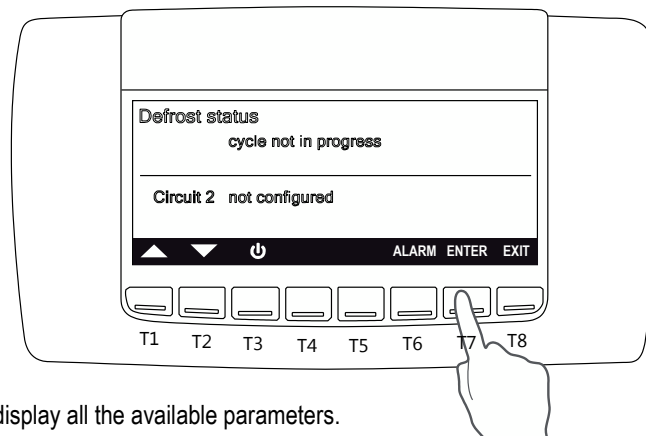 Defrost status
cycle not in progress
Circuit 2 not configured
ALARM ENTER EXIT
T1 T2 T3 T4 T5 T6 T7 T8
display all the available parameters.